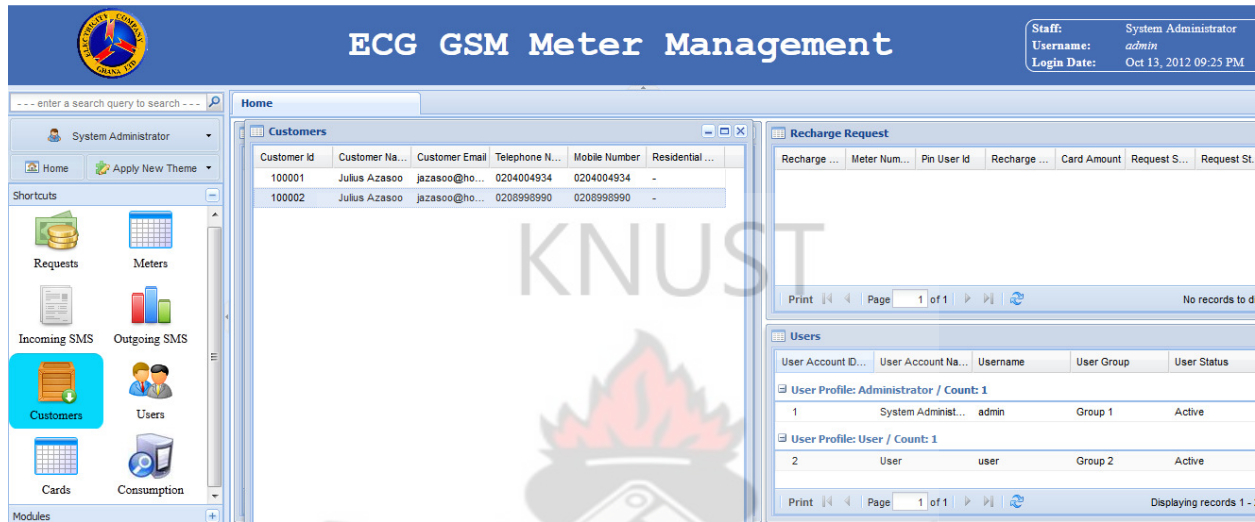 ELECTRICITY COMPANY
GHANA LTD
ECG GSM Meter Management
Staff: System Administrator
Username: admin
Login Date: Oct 13, 2012 09:25 PM
- - - enter a search query to search - - -
System Administrator
Home Apply New Theme
Shortcuts
Requests Meters
Incoming SMS Outgoing SMS
Customers Users
Cards Consumption
Modules
Home
Customers
Customer Id Customer Na... Customer Email Telephone N... Mobile Number Residential ...
100001 Julius Azasoo jazasoo@ho... 0204004934 0204004934 -
100002 Julius Azasoo jazasoo@ho... 0208998990 0208998990 -
KNUST
Recharge Request
Recharge ... Meter Num... Pin User Id Recharge ... Card Amount Request S... Request St.
Print Page 1 of 1 No records to di
Users
User Account ID... User Account Na... Username User Group User Status
User Profile: Administrator / Count: 1
1 System Administ... admin Group 1 Active
User Profile: User / Count: 1
2 User user Group 2 Active
Print Page 1 of 1 Displaying records 1 -